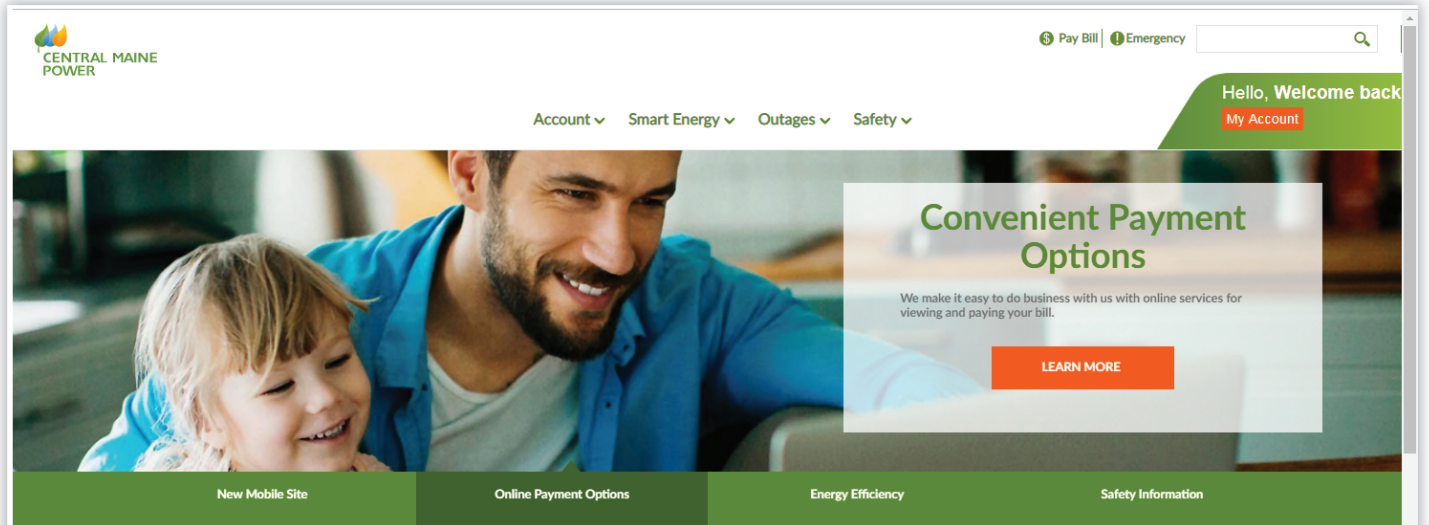 CENTRAL MAINE
POWER
Pay Bill
Emergency
Hello, Welcome back
My Account
Account
Smart Energy
Outages
Safety
Convenient Payment
Options
We make it easy to do business with us with online services for
viewing and paying your bill.
LEARN MORE
New Mobile Site
Online Payment Options
Energy Efficiency
Safety Information